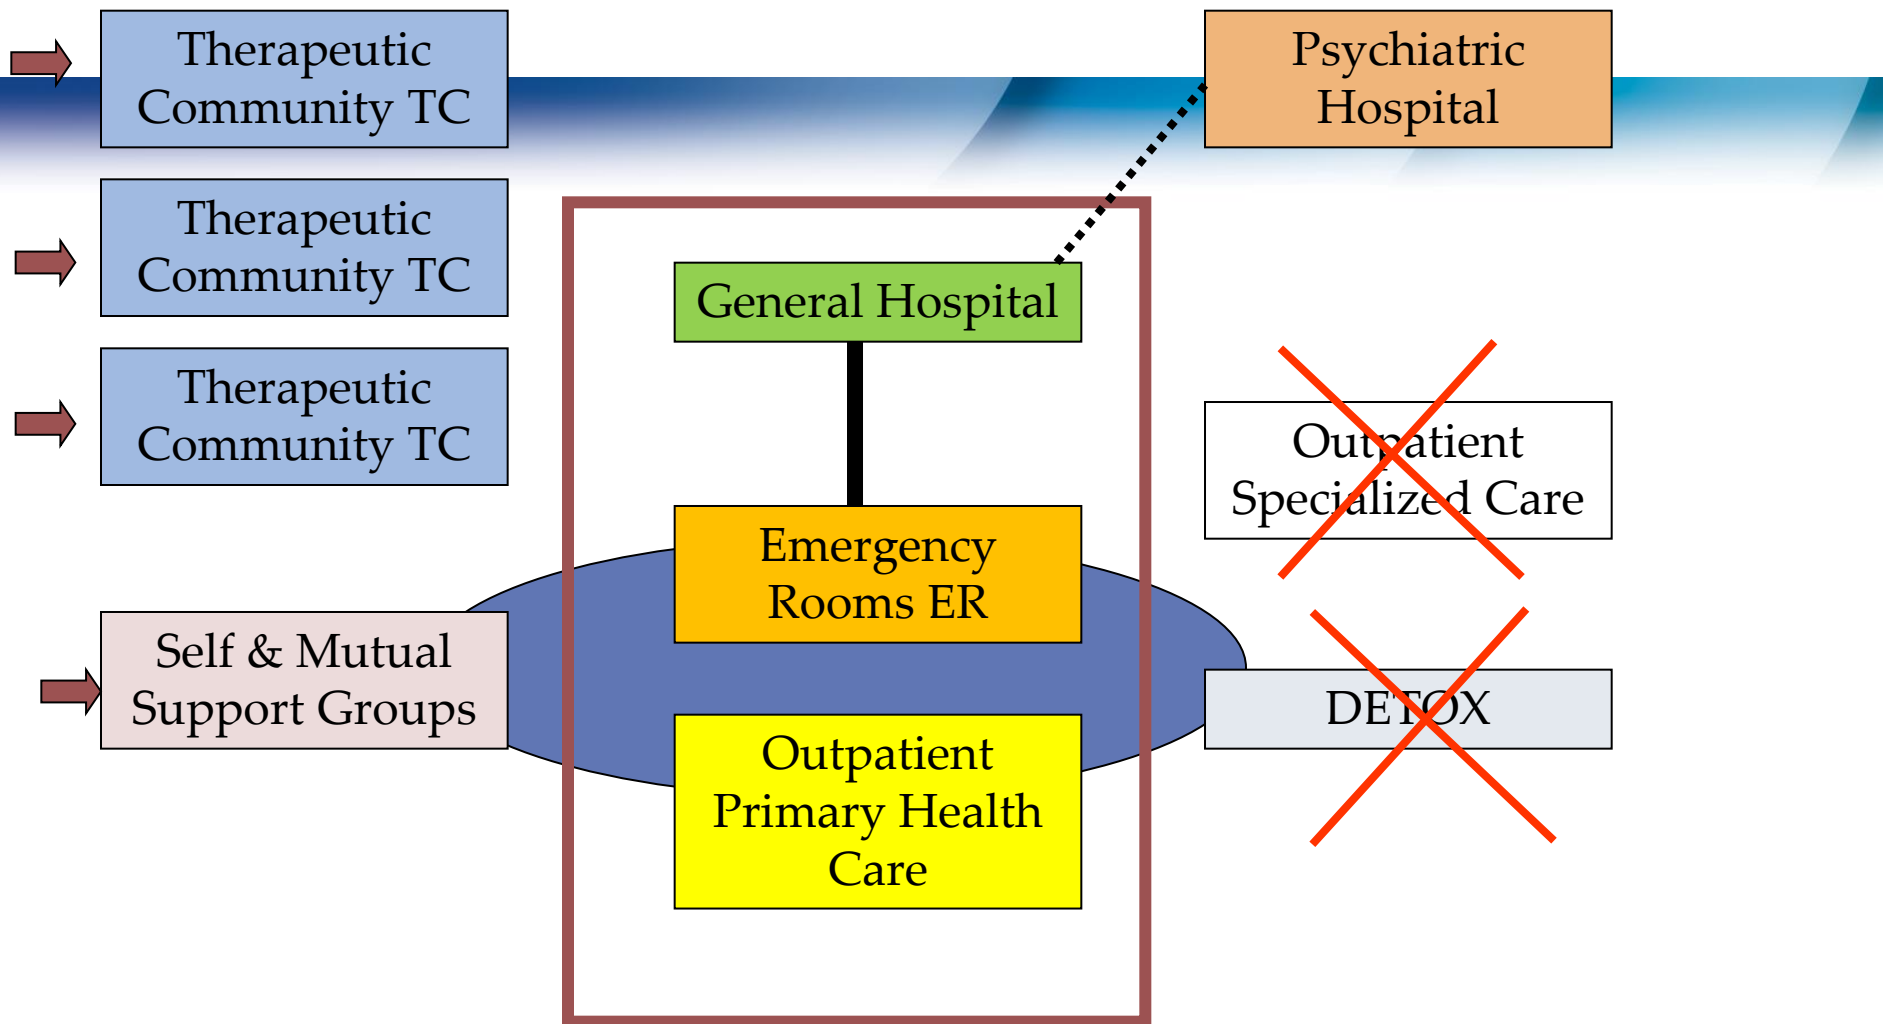 Therapeutic
Community TC
Psychiatric
Hospital
Therapeutic
Community TC
General Hospital
Therapeutic
Community TC
Outpatient
Specialized Care
Emergency
Rooms ER
Self & Mutual
Support Groups
DETOX
Outpatient
Primary Health
Care